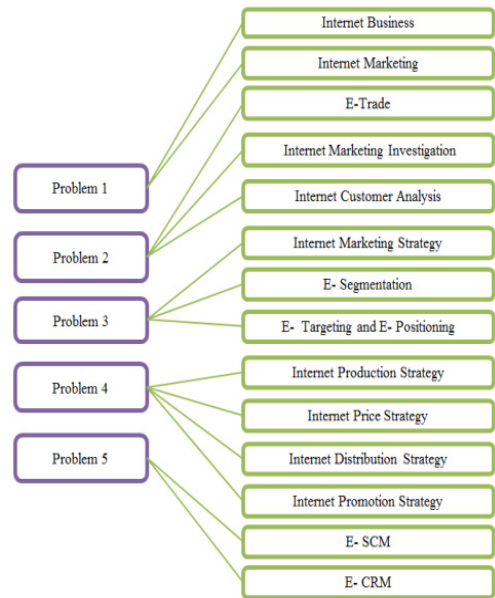 Internet Business
Internet Marketing
E-Trade
Internet Marketing Investigation
Problem 1
Internet Customer Analysis
Problem 2
Internet Marketing Strategy
E- Segmentation
Problem 3
E- Targeting and E- Positioning
Internet Production Strategy
Problem 4
Internet Price Strategy
Problem 5
Internet Distribution Strategy
Internet Promotion Strategy
E- SCM
E- CRM